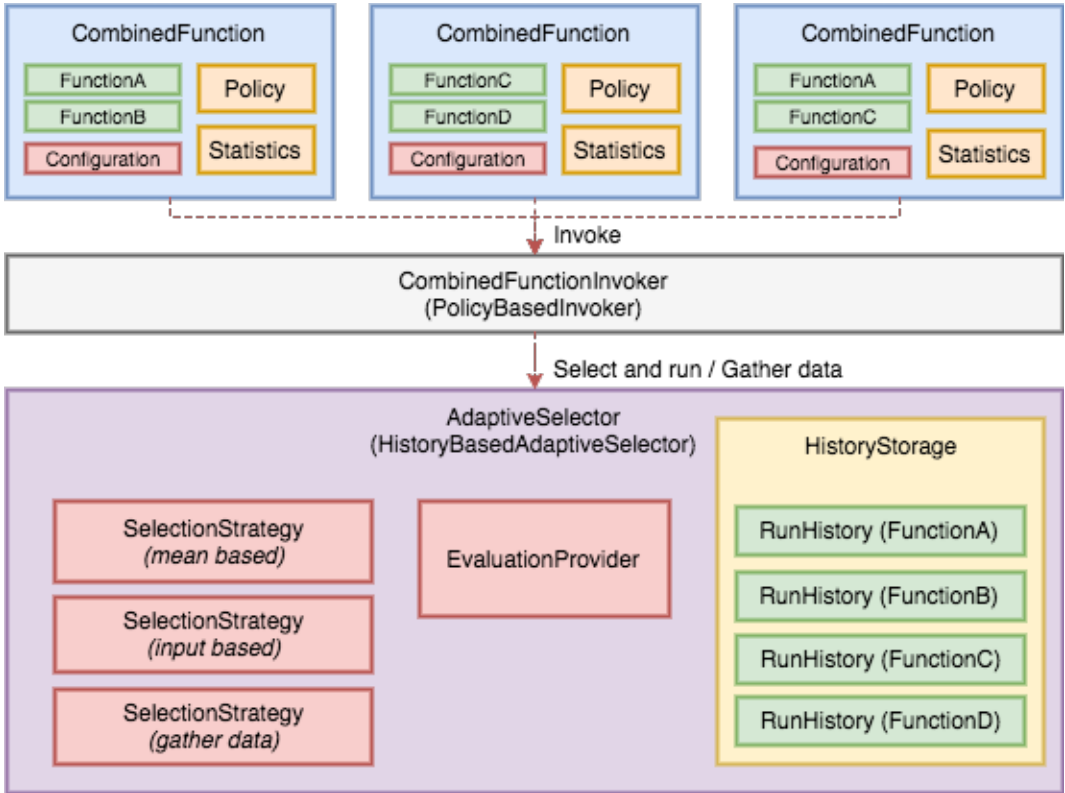 CombinedFunction
FunctionA
FunctionB
Configuration
Policy
Statistics
CombinedFunction
FunctionC
FunctionD
Configuration
Policy
Statistics
CombinedFunction
FunctionA
FunctionC
Configuration
Policy
Statistics
Invoke
CombinedFunctionInvoker
(PolicyBasedInvoker)
Select and run / Gather data
AdaptiveSelector
(HistoryBasedAdaptiveSelector)
SelectionStrategy
(mean based)
SelectionStrategy
(input based)
SelectionStrategy
(gather data)
EvaluationProvider
HistoryStorage
RunHistory (FunctionA)
RunHistory (FunctionB)
RunHistory (FunctionC)
RunHistory (FunctionD)